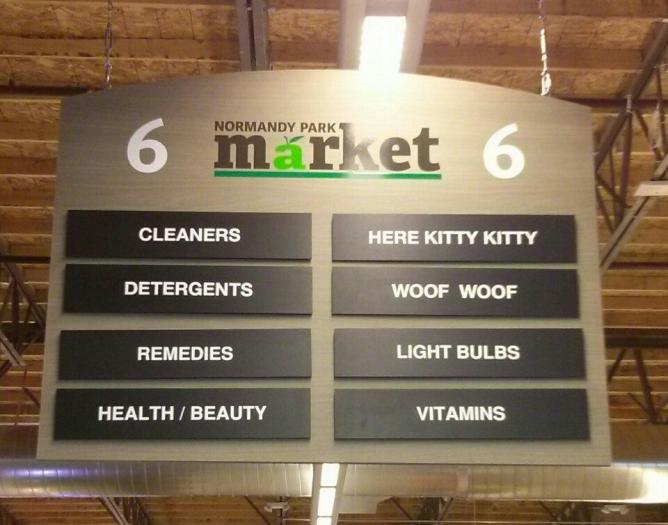 6
NORMANDY PARK
market
6
CLEANERS
HERE KITTY KITTY
DETERGENTS
WOOF WOOF
REMEDIES
LIGHT BULBS
HEALTH / BEAUTY
VITAMINS